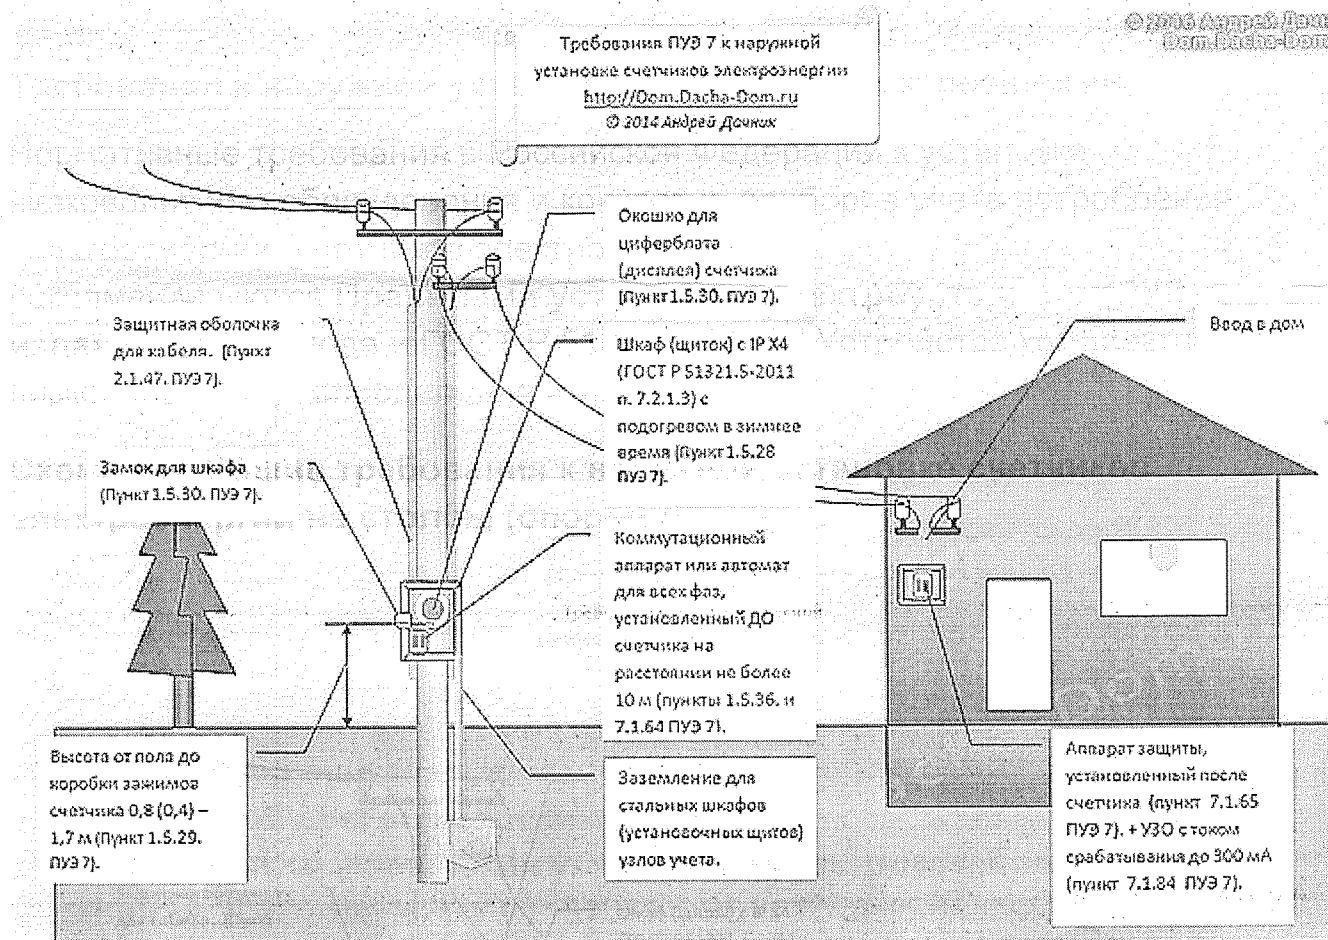 Требования ПУЭ 7 к наружной
установке счетчиков электроэнергии
http://Dom.Dacha-Dom.ru
© 2014 Андрей Дачник
Окошко для
циферблата
(дисплея) счетчика
(Пункт 1.5.30. ПУЭ 7).
Защитная оболочка
для кабеля. (Пункт
2.1.47. ПУЭ 7).
Ввод в дом
Шкаф (щиток) с IP X4
(ГОСТ Р 51321.5-2011
п. 7.2.1.3) с
подогревом в зимнее
время (Пункт 1.5.28
ПУЭ 7).
Замок для шкафа
(Пункт 1.5.30. ПУЭ 7).
Коммутационный
аппарат или автомат
для всех фаз,
установленный ДО
счетчика на
расстоянии не более
10 м (пункты 1.5.36. и
7.1.64 ПУЭ 7).
Высота от пола до
коробки зажимов
счетчика 0,8 (0,4) –
1,7 м (Пункт 1.5.29.
ПУЭ 7).
Заземление для
стальных шкафов
(установочных щитов)
узлов учета.
Аппарат защиты,
установленный после
счетчика (пункт 7.1.65
ПУЭ 7). + УЗО с током
срабатывания до 300 мА
(пункт 7.1.84 ПУЭ 7).